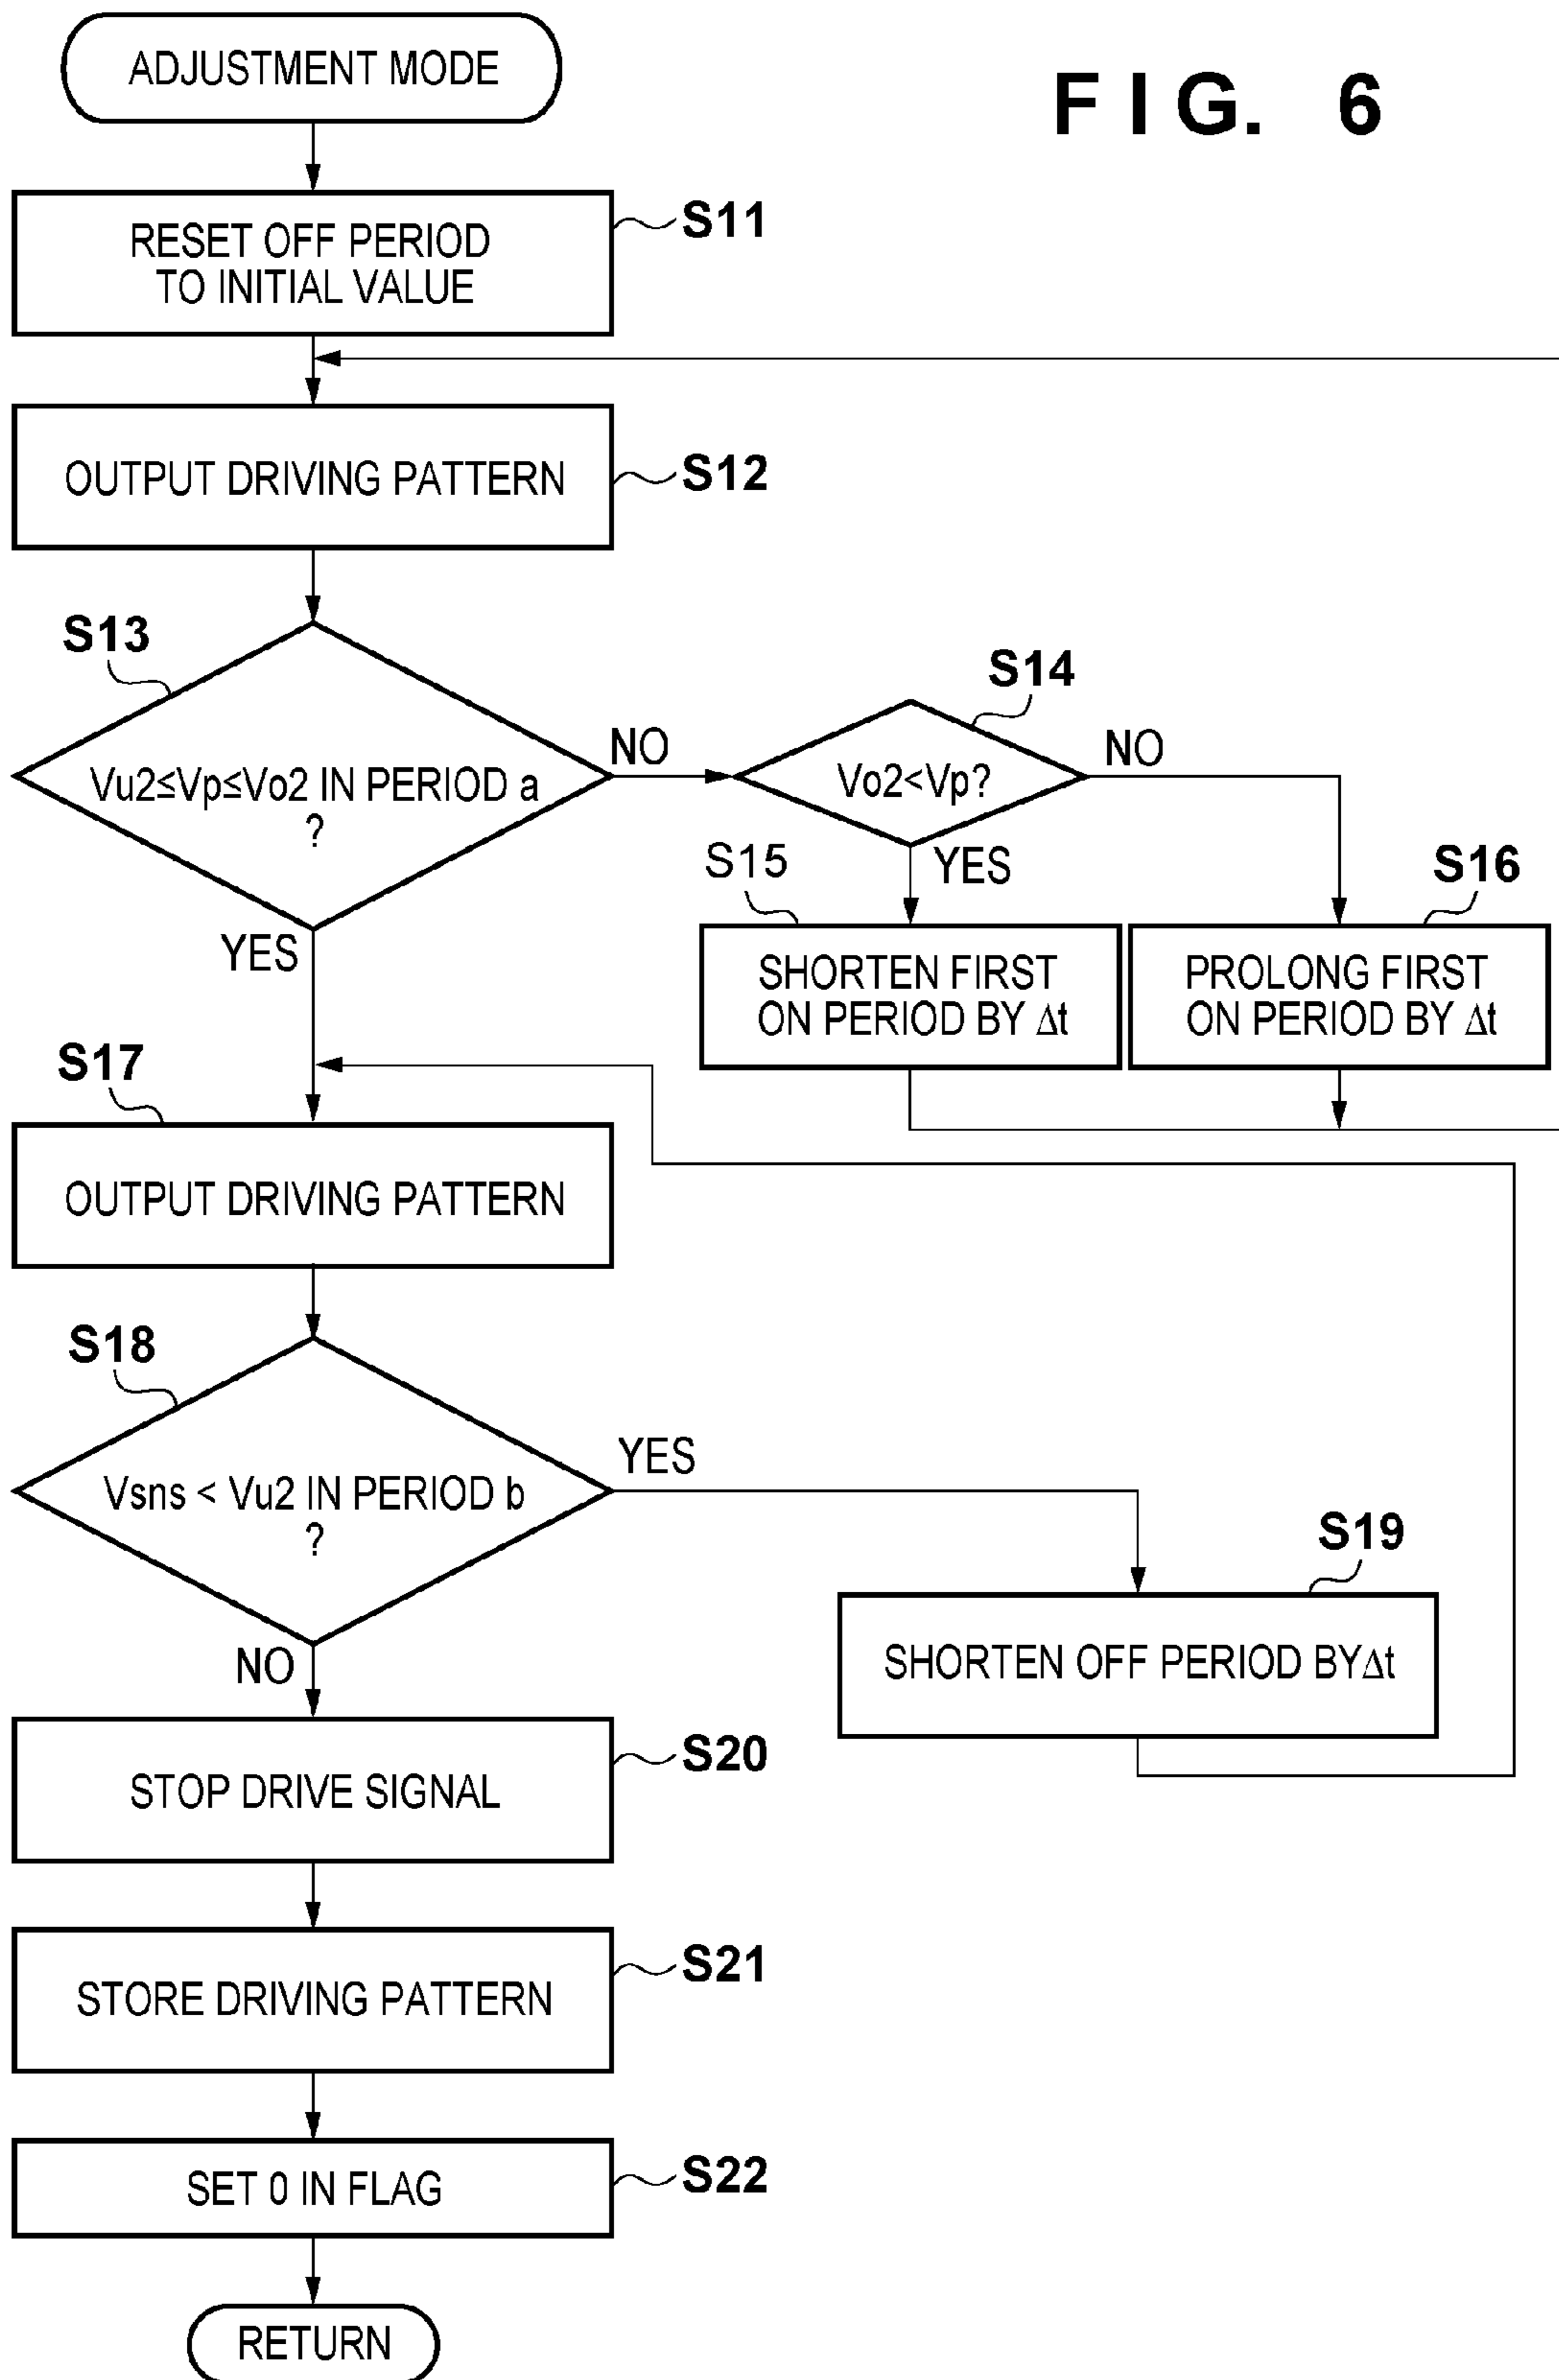 FIG. 6
ADJUSTMENT MODE
RESET OFF PERIOD
TO INITIAL VALUE
S11
OUTPUT DRIVING PATTERN
S12
S13
Vu2≤Vp≤Vo2 IN PERIOD a
?
NO
YES
S14
Vo2<Vp?
NO
YES
S15
SHORTEN FIRST
ON PERIOD BY Δt
S16
PROLONG FIRST
ON PERIOD BY Δt
S17
OUTPUT DRIVING PATTERN
S18
Vsns < Vu2 IN PERIOD b
?
YES
NO
S19
SHORTEN OFF PERIOD BYΔt
STOP DRIVE SIGNAL
S20
STORE DRIVING PATTERN
S21
SET 0 IN FLAG
S22
RETURN